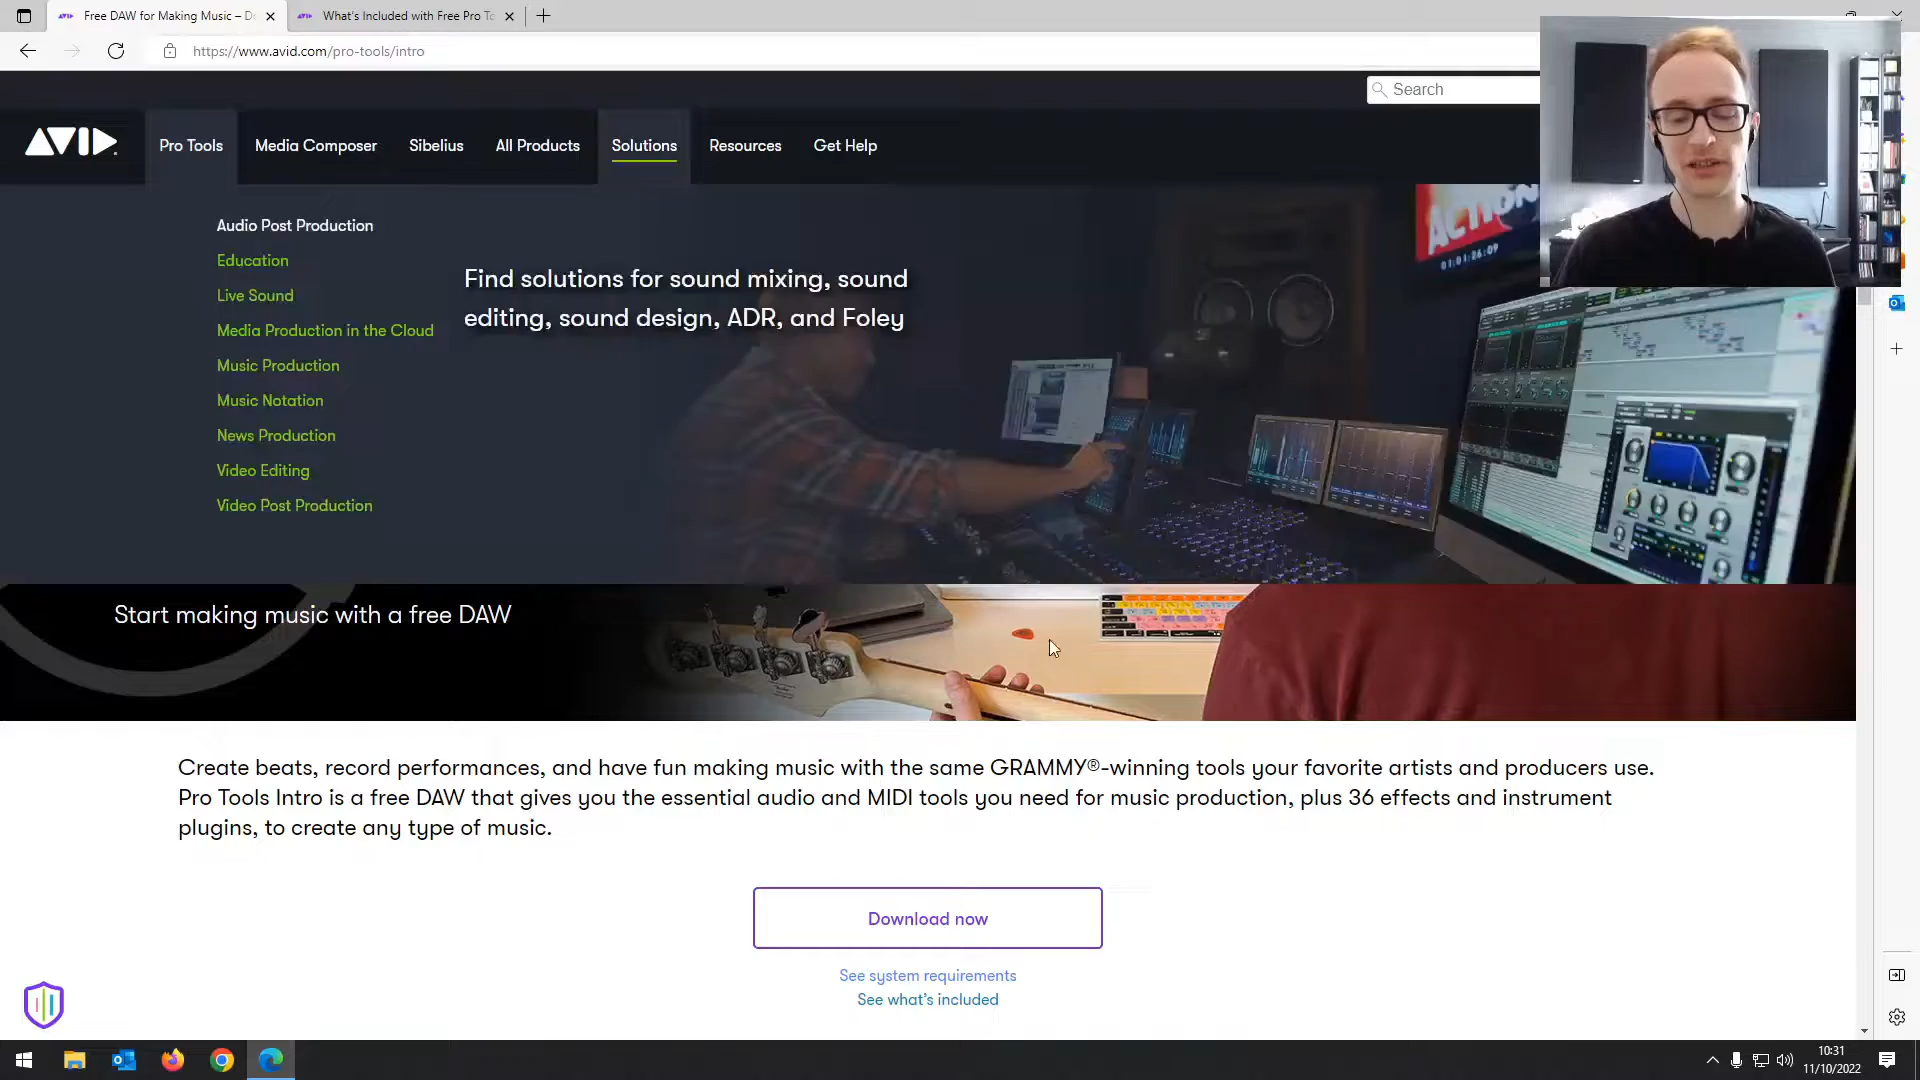 Free DAW for Making Music – D
What's Included with Free Pro To
https://www.avid.com/pro-tools/intro
Search
AVID
Pro Tools
Media Composer
Sibelius
All Products
Solutions
Resources
Get Help
ACTION
01:01:26:09
Audio Post Production
Education
Live Sound
Media Production in the Cloud
Music Production
Music Notation
News Production
Video Editing
Video Post Production
Find solutions for sound mixing, sound
editing, sound design, ADR, and Foley
Start making music with a free DAW
Create beats, record performances, and have fun making music with the same GRAMMY®-winning tools your favorite artists and producers use.
Pro Tools Intro is a free DAW that gives you the essential audio and MIDI tools you need for music production, plus 36 effects and instrument
plugins, to create any type of music.
Download now
See system requirements
See what's included
10:31
11/10/2022